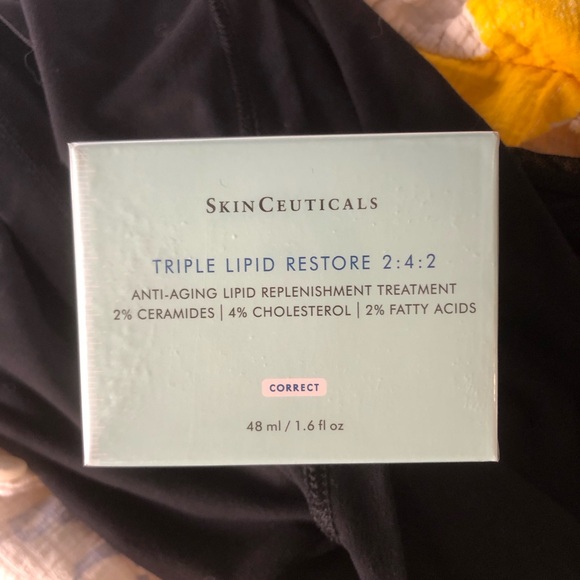 SKINCEUTICALS
TRIPLE LIPID RESTORE 2:4:2
ANTI-AGING LIPID REPLENISHMENT TREATMENT
2% CERAMIDES | 4% CHOLESTEROL | 2% FATTY ACIDS
CORRECT
48 ml / 1.6 fl oz